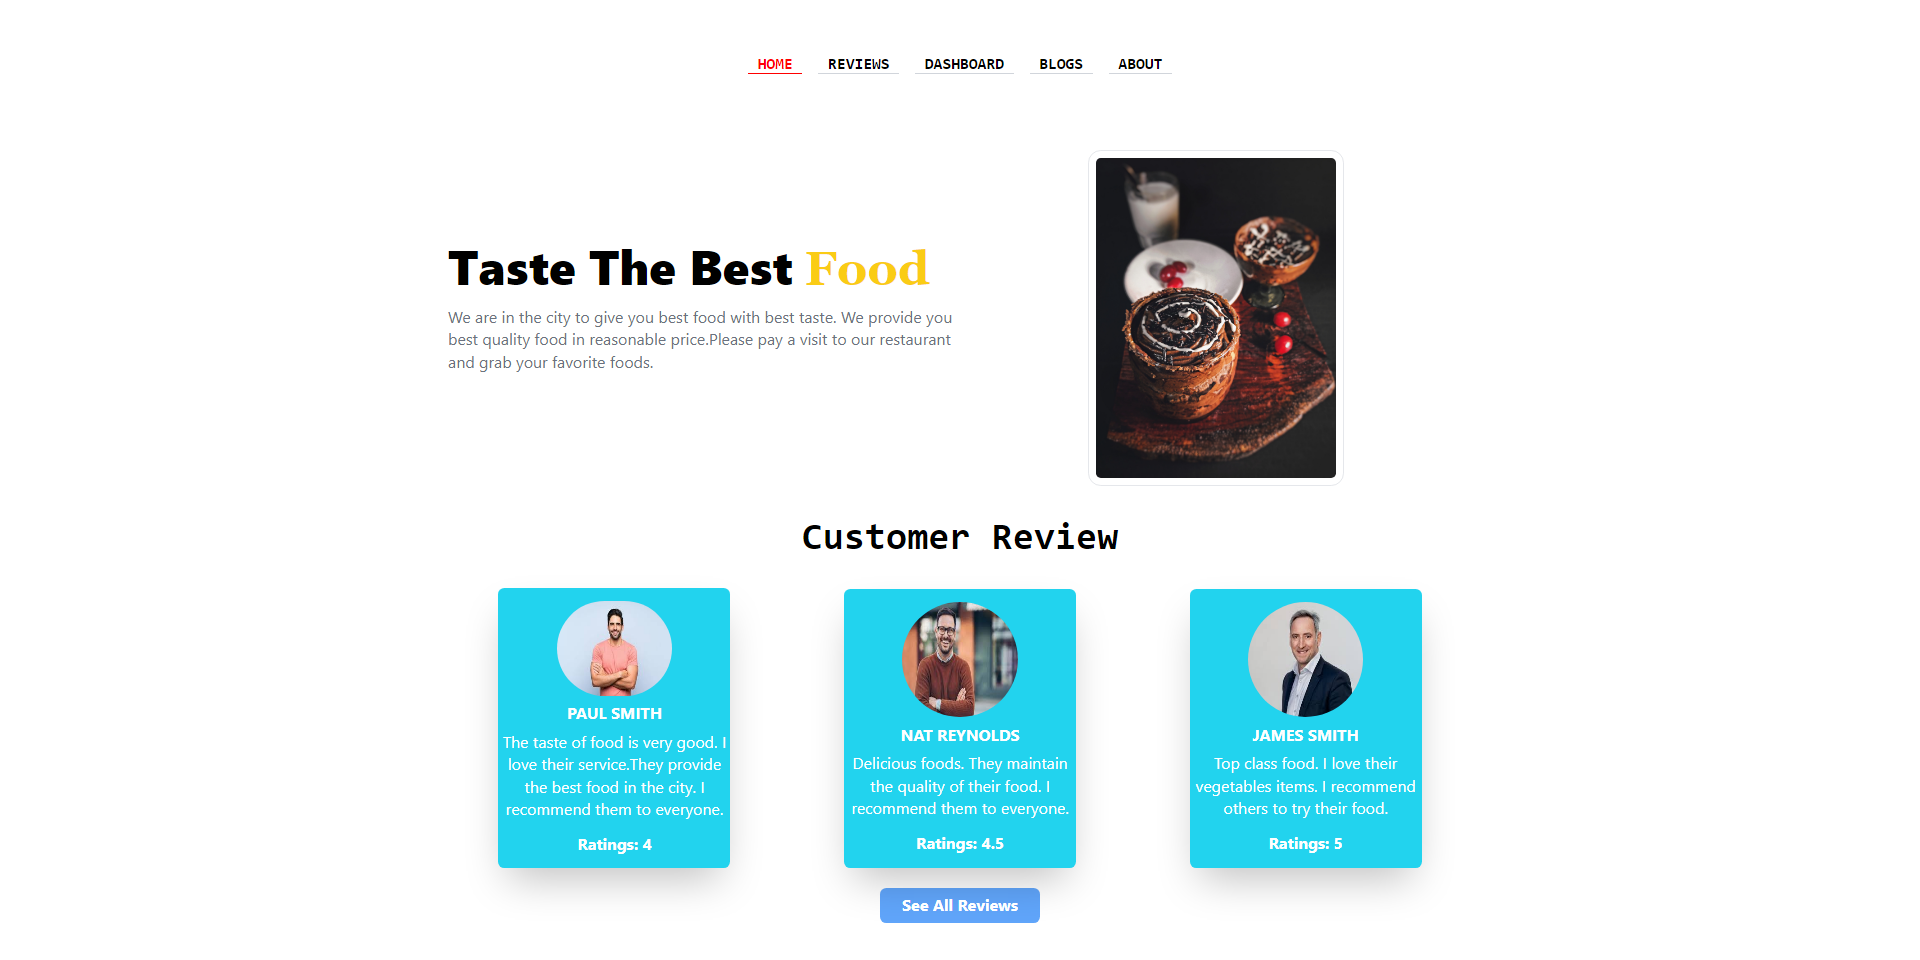 HOME REVIEWS DASHBOARD BLOGS ABOUT
Taste The Best Food
We are in the city to give you best food with best taste. We provide you
best quality food in reasonable price.Please pay a visit to our restaurant
and grab your favorite foods.
Customer Review
PAUL SMITH
The taste of food is very good. I
love their service.They provide
the best food in the city. I
recommend them to everyone.
Ratings: 4
NAT REYNOLDS
Delicious foods. They maintain
the quality of their food. I
recommend them to everyone.
Ratings: 4.5
JAMES SMITH
Top class food. I love their
vegetables items. I recommend
others to try their food.
Ratings: 5
See All Reviews